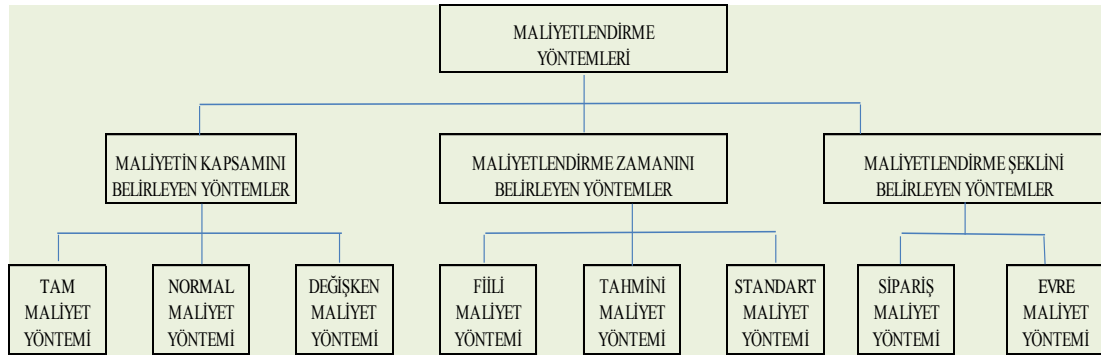 MALİYETLENDİRME
YÖNTEMLERİ
MALİYETİN KAPSAMINI
BELİRLEYEN YÖNTEMLER
MALİYETLENDİRME ZAMANINI
BELİRLEYEN YÖNTEMLER
MALİYETLENDİRME ŞEKLİNİ
BELİRLEYEN YÖNTEMLER
TAM
MALİYET
YÖNTEMİ
NORMAL
MALİYET
YÖNTEMİ
DEĞİŞKEN
MALİYET
YÖNTEMİ
FİİLİ
MALİYET
YÖNTEMİ
TAHMİNİ
MALİYET
YÖNTEMİ
STANDART
MALİYET
YÖNTEMİ
SİPARİŞ
MALİYET
YÖNTEMİ
EVRE
MALİYET
YÖNTEMİ